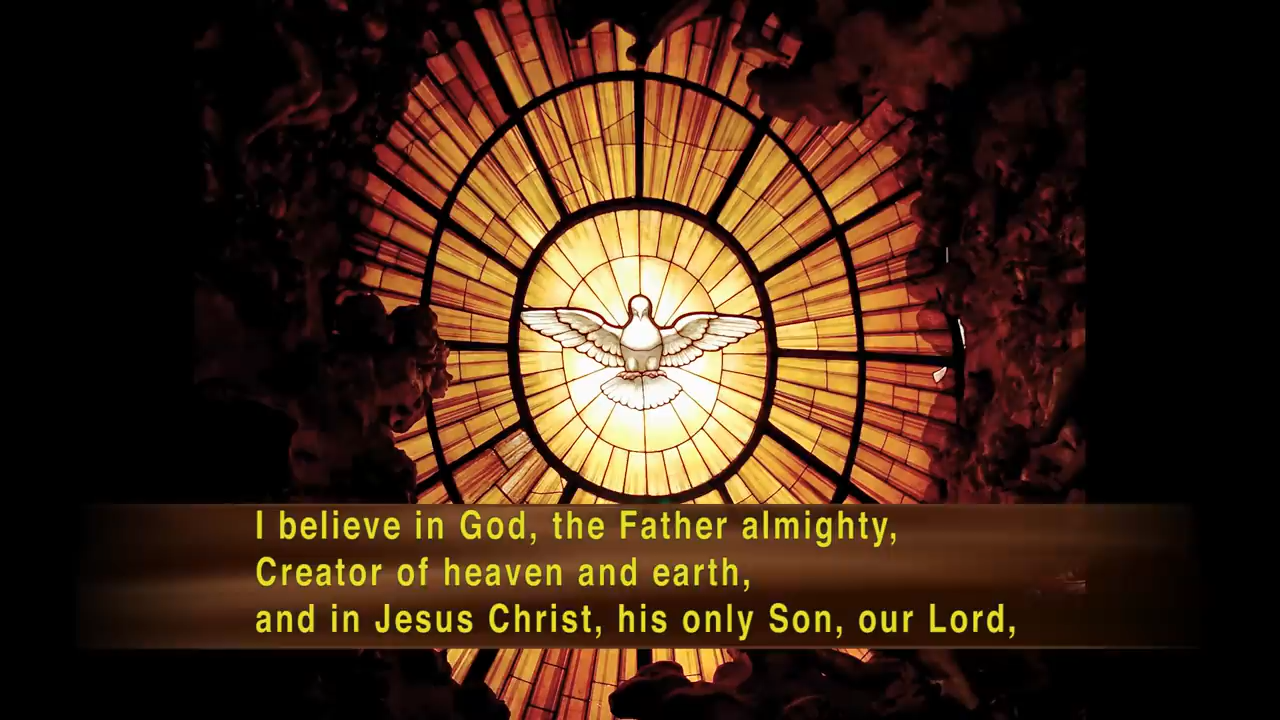 I believe in God, the Father almighty,
Creator of heaven and earth,
and in Jesus Christ, his only Son, our Lord,